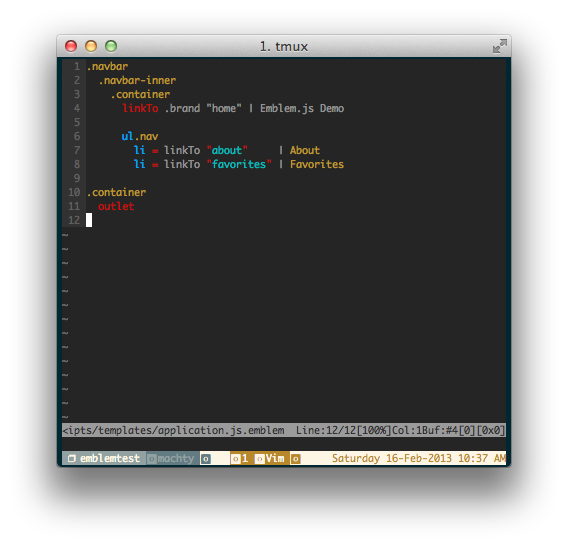 1. tmux
1 .navbar
2   .navbar-inner
3     .container
4       linkTo .brand "home" | Emblem.js Demo
5
6       ul.nav
7         li = linkTo "about"     | About
8         li = linkTo "favorites" | Favorites
9
10 .container
11   outlet
12
~
~
~
~
~
~
~
~
~
~
~
<ipts/templates/application.js.emblem  Line:12/12[100%]Col:1Buf:#4[0][0x0]
emblemtest machty 1 Vim Saturday 16-Feb-2013 10:37 AM